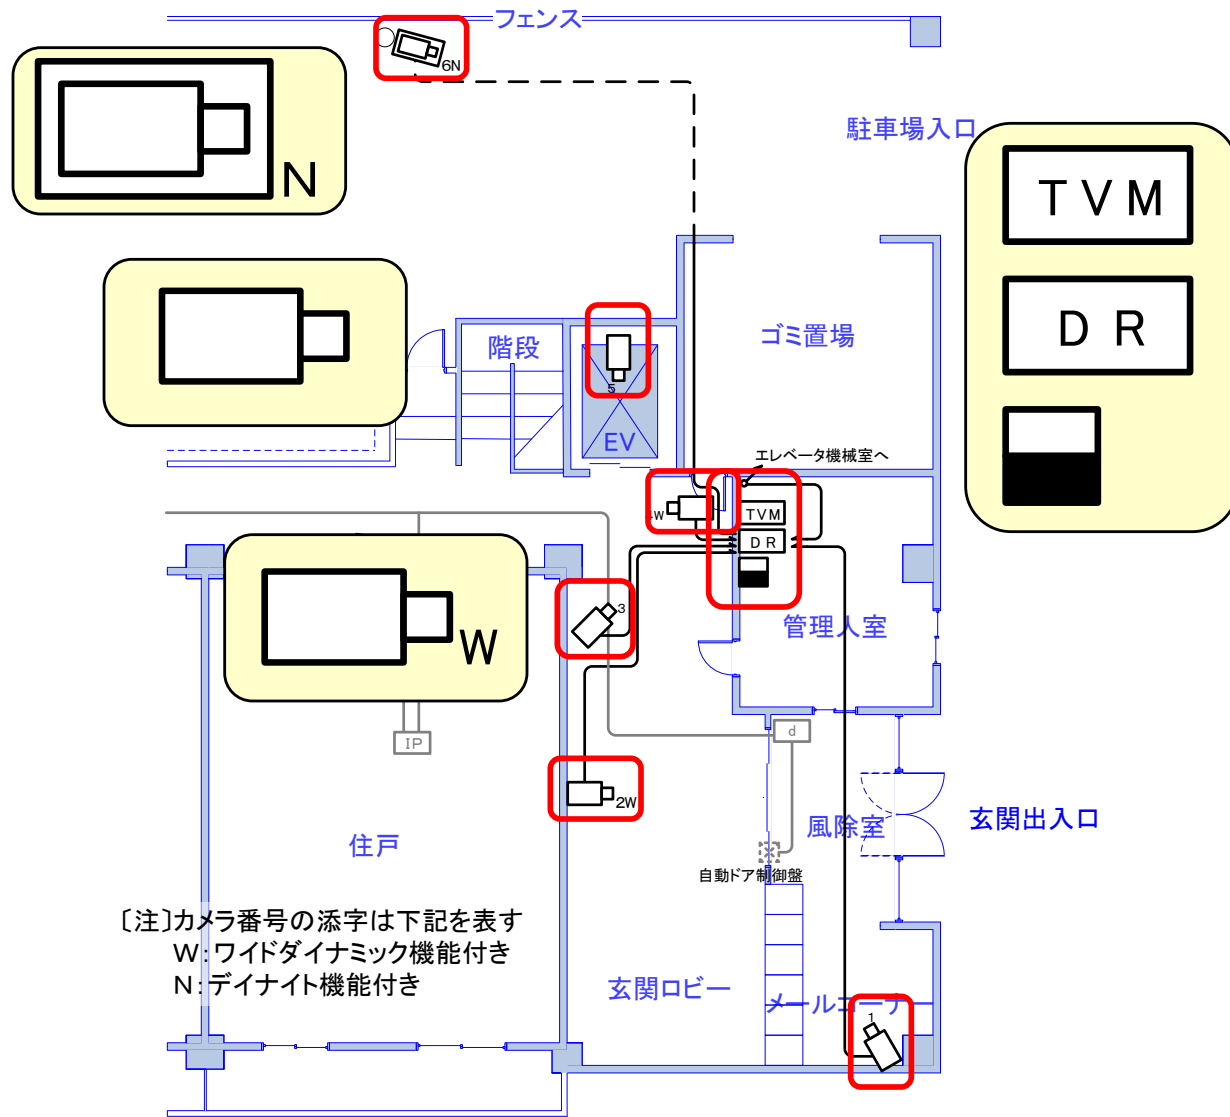 フェンス
6N
N
駐車場入口
TVM
DR
階段
ゴミ置場
5
EV
エレベータ機械室へ
4W
TVM
DR
W
3
管理人室
IP
d
2W
住戸
風除室
玄関出入口
自動ドア制御盤
〔注〕カメラ番号の添字は下記を表す
W:ワイドダイナミック機能付き
N:デイナイト機能付き
玄関ロビー
メールコーナー
1